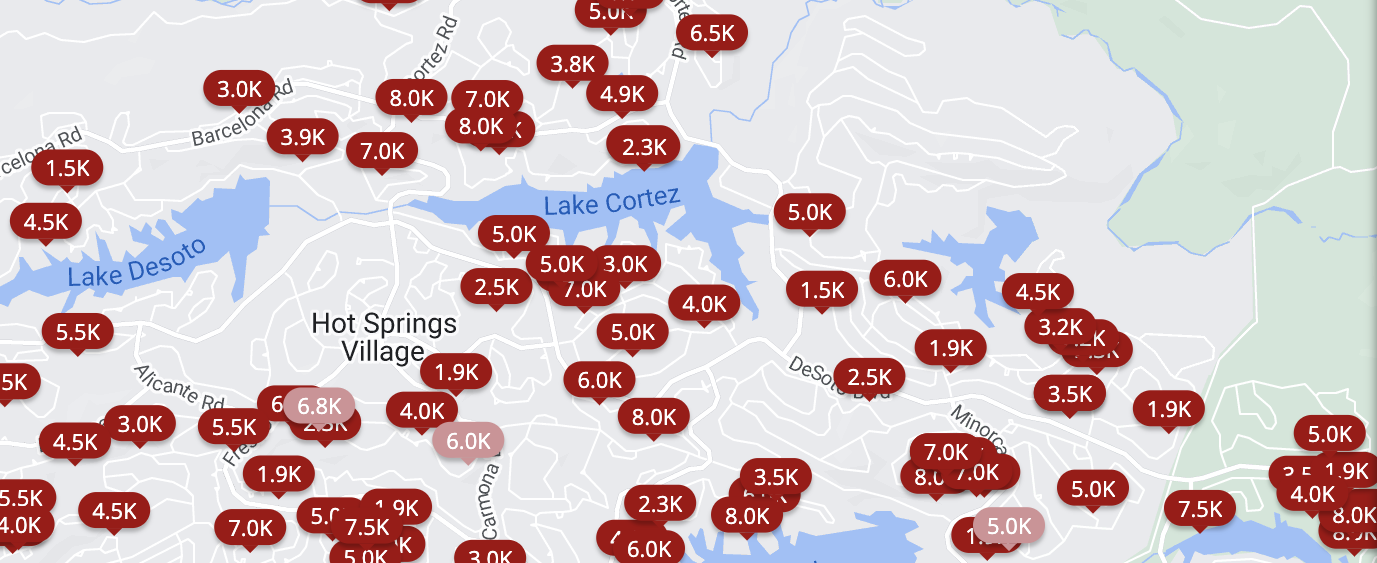 5.0K
6.5K
3.8K
4.9K
Cortez Rd
3.0K
8.0K
7.0K
8.0K
Barcelona Rd
3.9K
7.0K
2.3K
1.5K
4.5K
Lake Desoto
Lake Cortez
5.0K
5.0K
5.0K
3.0K
7.0K
2.5K
4.0K
1.5K
6.0K
4.5K
3.2K
5.5K
Hot Springs
Village
5.0K
1.9K
1.9K
6.0K
DeSoto Blvd
2.5K
3.5K
1.9K
Alicante Rd
6.8K
4.0K
8.0K
3.0K
5.5K
4.5K
6.0K
Minorca
7.0K
7.0K
5.0K
1.9K
4.0K
1.9K
3.5K
5.0K
7.5K
8.0K
5.5K
4.0K
4.5K
7.0K
7.5K
1.9K
5.0K
Carmona
3.0K
2.3K
6.0K
8.0K
5.0K